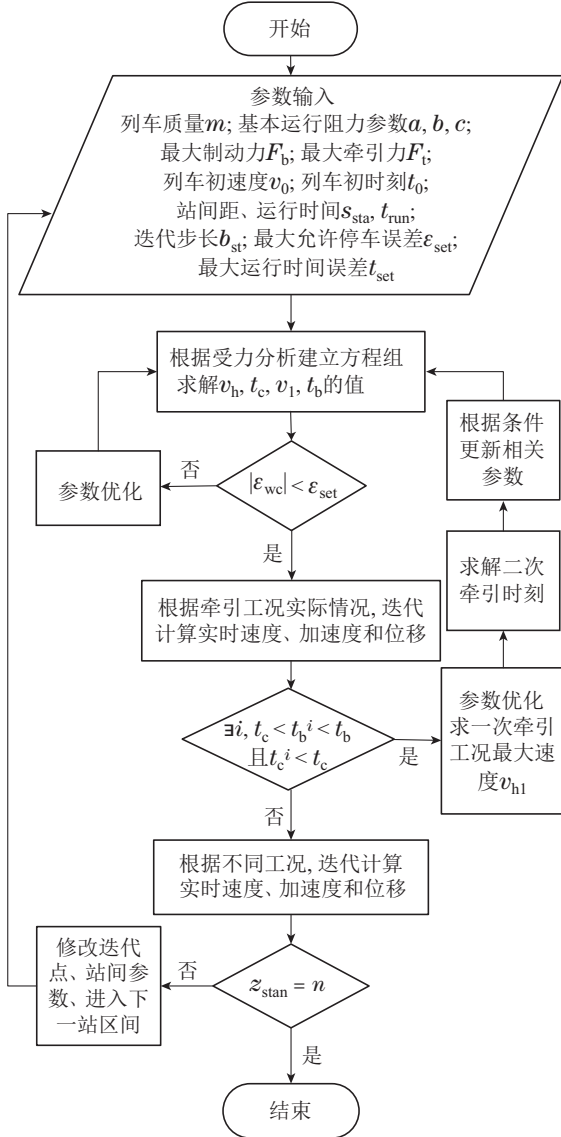 开始
参数输入
列车质量m; 基本运行阻力参数a, b, c;
最大制动力F_b; 最大牵引力F_t;
列车初速度v_0; 列车初时刻t_0;
站间距、运行时间s_sta, t_run;
迭代步长b_st; 最大允许停车误差ε_set;
最大运行时间误差t_set
根据受力分析建立方程组
求解v_h, t_c, v_1, t_b的值
|ε_wc| < ε_set
否
参数优化
是
根据牵引工况实际情况, 迭代
计算实时速度、加速度和位移
∃i, t_c < t_b^i < t_b
且t_c^i < t_c
是
参数优化
求一次牵引
工况最大速
度v_h1
求解二次
牵引时刻
根据条件
更新相关
参数
否
根据不同工况, 迭代计算
实时速度、加速度和位移
z_stan = n
否
修改迭代
点、站间参
数、进入下
一站区间
是
结束